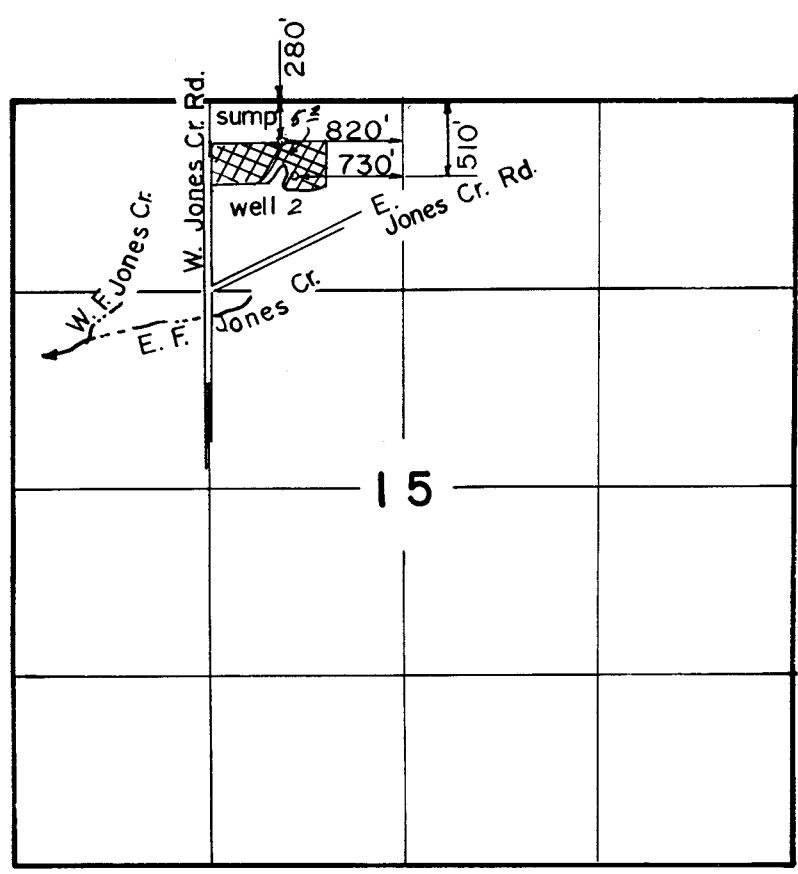 280'
W. Jones Cr. Rd.
sump
820'
730'
510'
well 2
E.
Jones Cr. Rd.
W. F. Jones Cr.
E. F. Jones Cr.
15